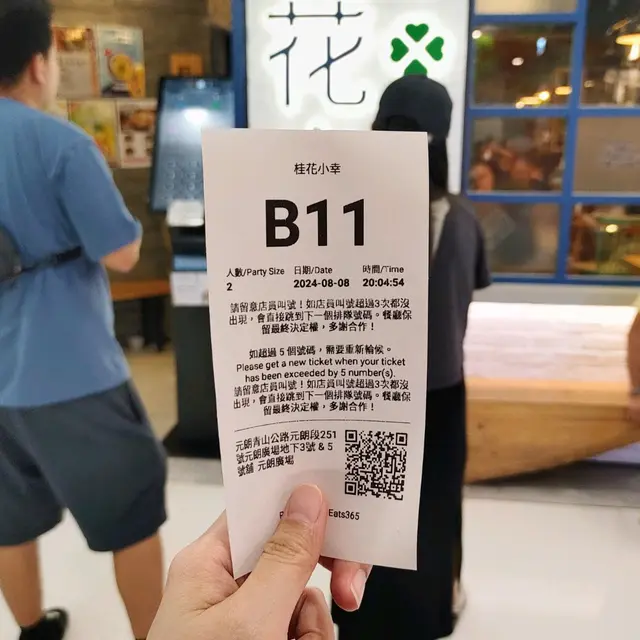 花
桂花小幸
B11
人數/Party Size 日期/Date 時間/Time
2 2024-08-08 20:04:54
請留意店員叫號！如店員叫號超過3次都沒
出現，會直接跳到下一個排隊號碼。餐廳保
留最終決定權，多謝合作！
如超過 5 個號碼，需要重新輪候。
Please get a new ticket when your ticket
has been exceeded by 5 number(s).
請留意店員叫號！如店員叫號超過3次都沒
出現，會直接跳到下一個排隊號碼。餐廳保
留最終決定權，多謝合作！
元朗青山公路元朗段251
號元朗廣場地下3號 & 5
號舖 元朗廣場
Eats365